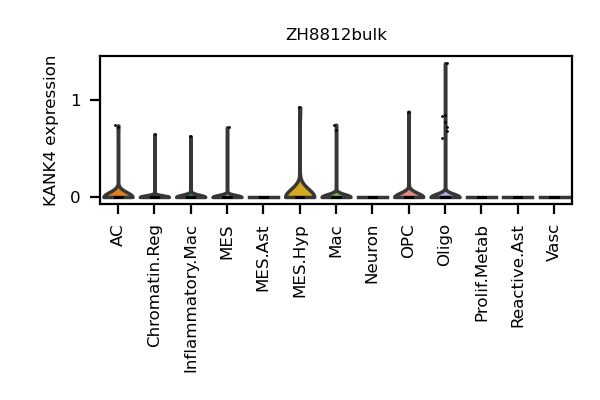 ZH8812bulk
KANK4 expression
1
0
AC
Chromatin.Reg
Inflammatory.Mac
MES
MES.Ast
MES.Hyp
Mac
Neuron
OPC
Oligo
Prolif.Metab
Reactive.Ast
Vasc